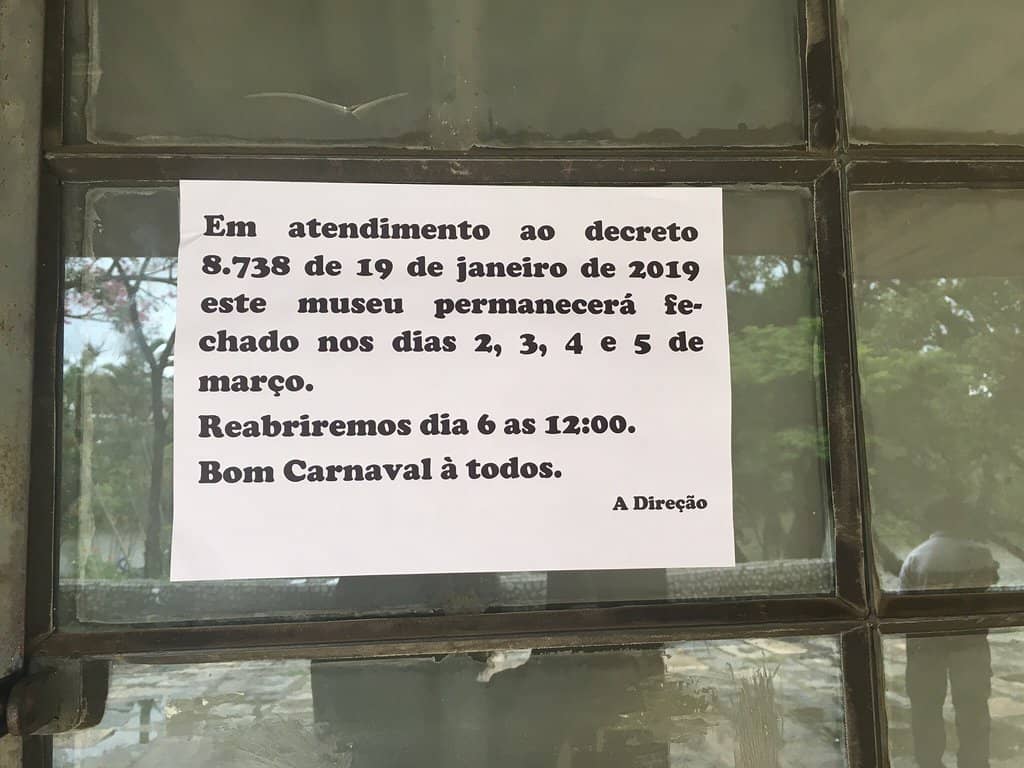 Em atendimento ao decreto
8.738 de 19 de janeiro de 2019
este museu permanecerá fe-
chado nos dias 2, 3, 4 e 5 de
março.
Reabriremos dia 6 as 12:00.
Bom Carnaval à todos.
A Direção